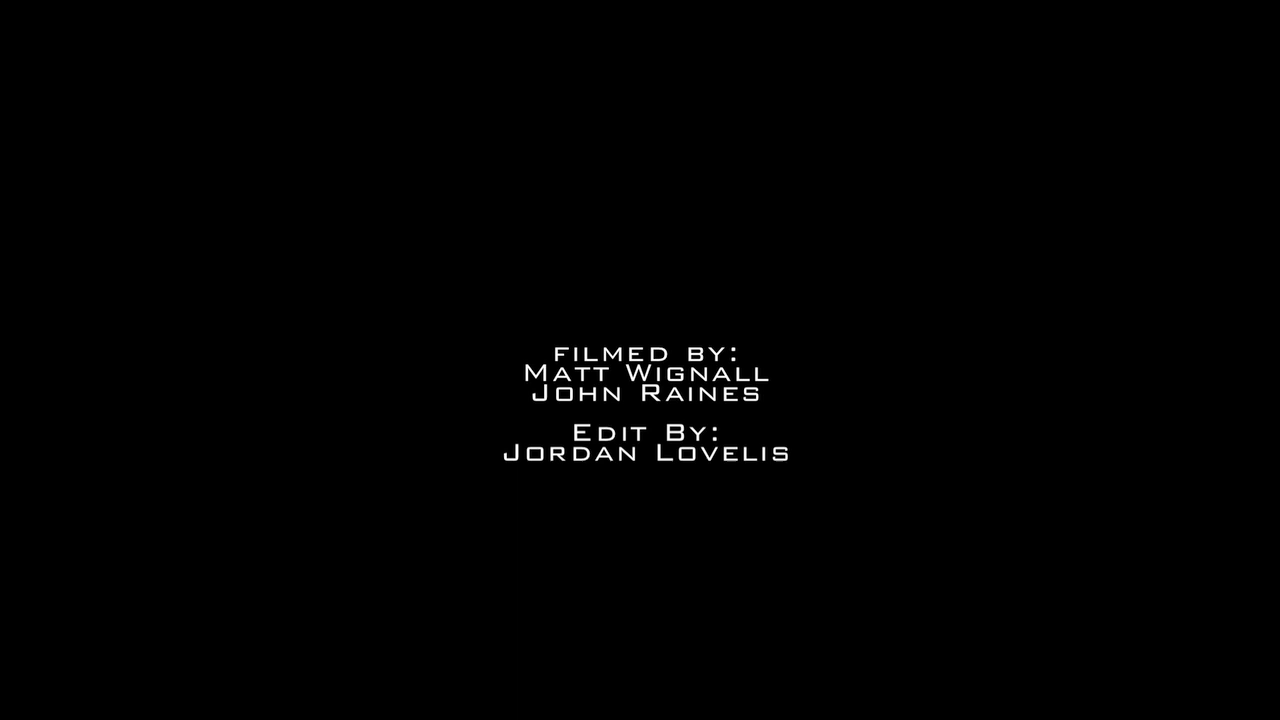 FILMED BY:
MATT WIGNALL
JOHN RAINES
EDIT BY:
JORDAN LOVELIS